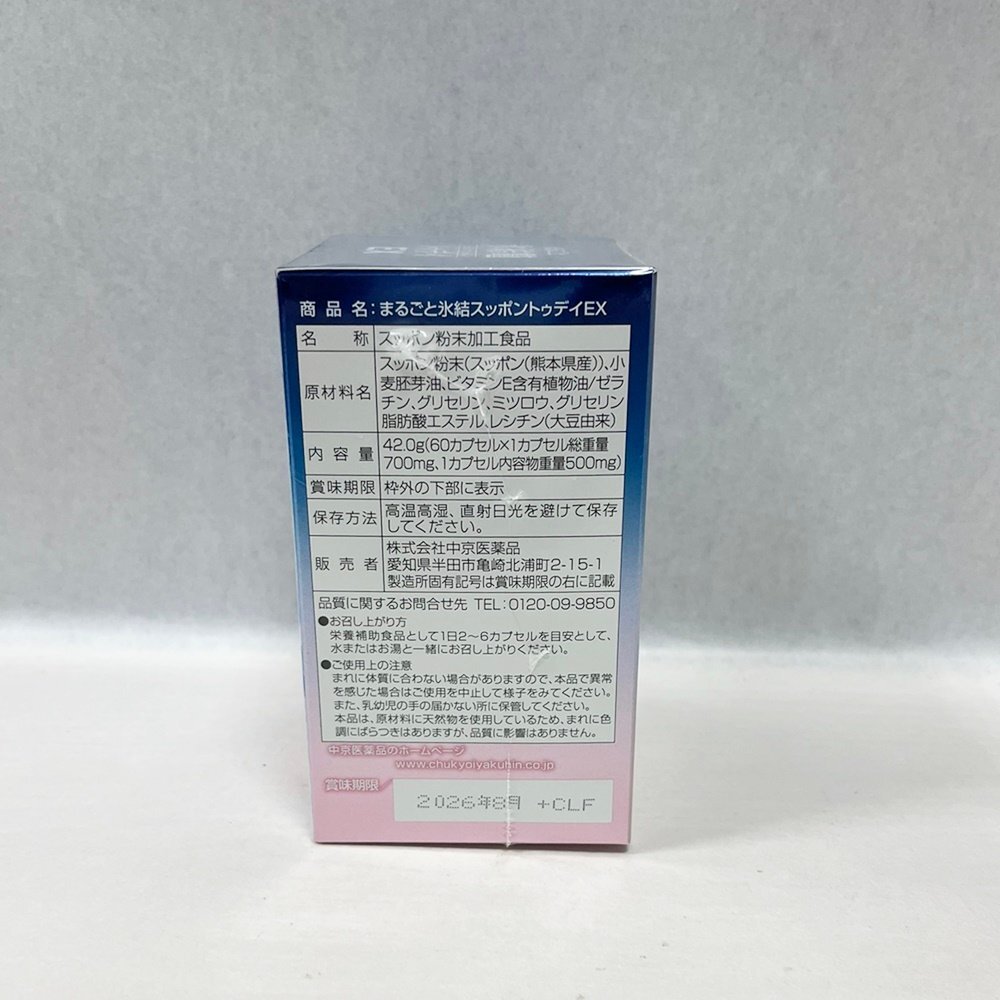 商品名：まるごと氷結スッポントゥデイEX
名称 スッポン粉末加工食品
原材料名 スッポン粉末(スッポン(熊本県産))、小
麦胚芽油、ビタミンE含有植物油/ゼラ
チン、グリセリン、ミツロウ、グリセリン
脂肪酸エステル、レシチン(大豆由来)
内容量 42.0g(60カプセル×1カプセル総重量
700mg、1カプセル内容物重量500mg)
賞味期限 枠外の下部に表示
保存方法 高温高湿、直射日光を避けて保存
してください。
販売者 株式会社中京医薬品
愛知県半田市亀崎北浦町2-15-1
製造所固有記号は賞味期限の右に記載
品質に関するお問合せ先 TEL：0120-09-9850
●お召し上がり方
栄養補助食品として1日2〜6カプセルを目安として、
水またはお湯と一緒にお召し上がりください。
●ご使用上の注意
まれに体質に合わない場合がありますので、本品で異常
を感じた場合はご使用を中止して様子をみてください。
また、乳幼児の手の届かない所に保管してください。
本品は、原材料に天然物を使用しているため、まれに色
調にばらつきはありますが、品質に影響はありません。
中京医薬品のホームページ
www.chukyoiyakuhin.co.jp
賞味期限 2026年8月 +CLF